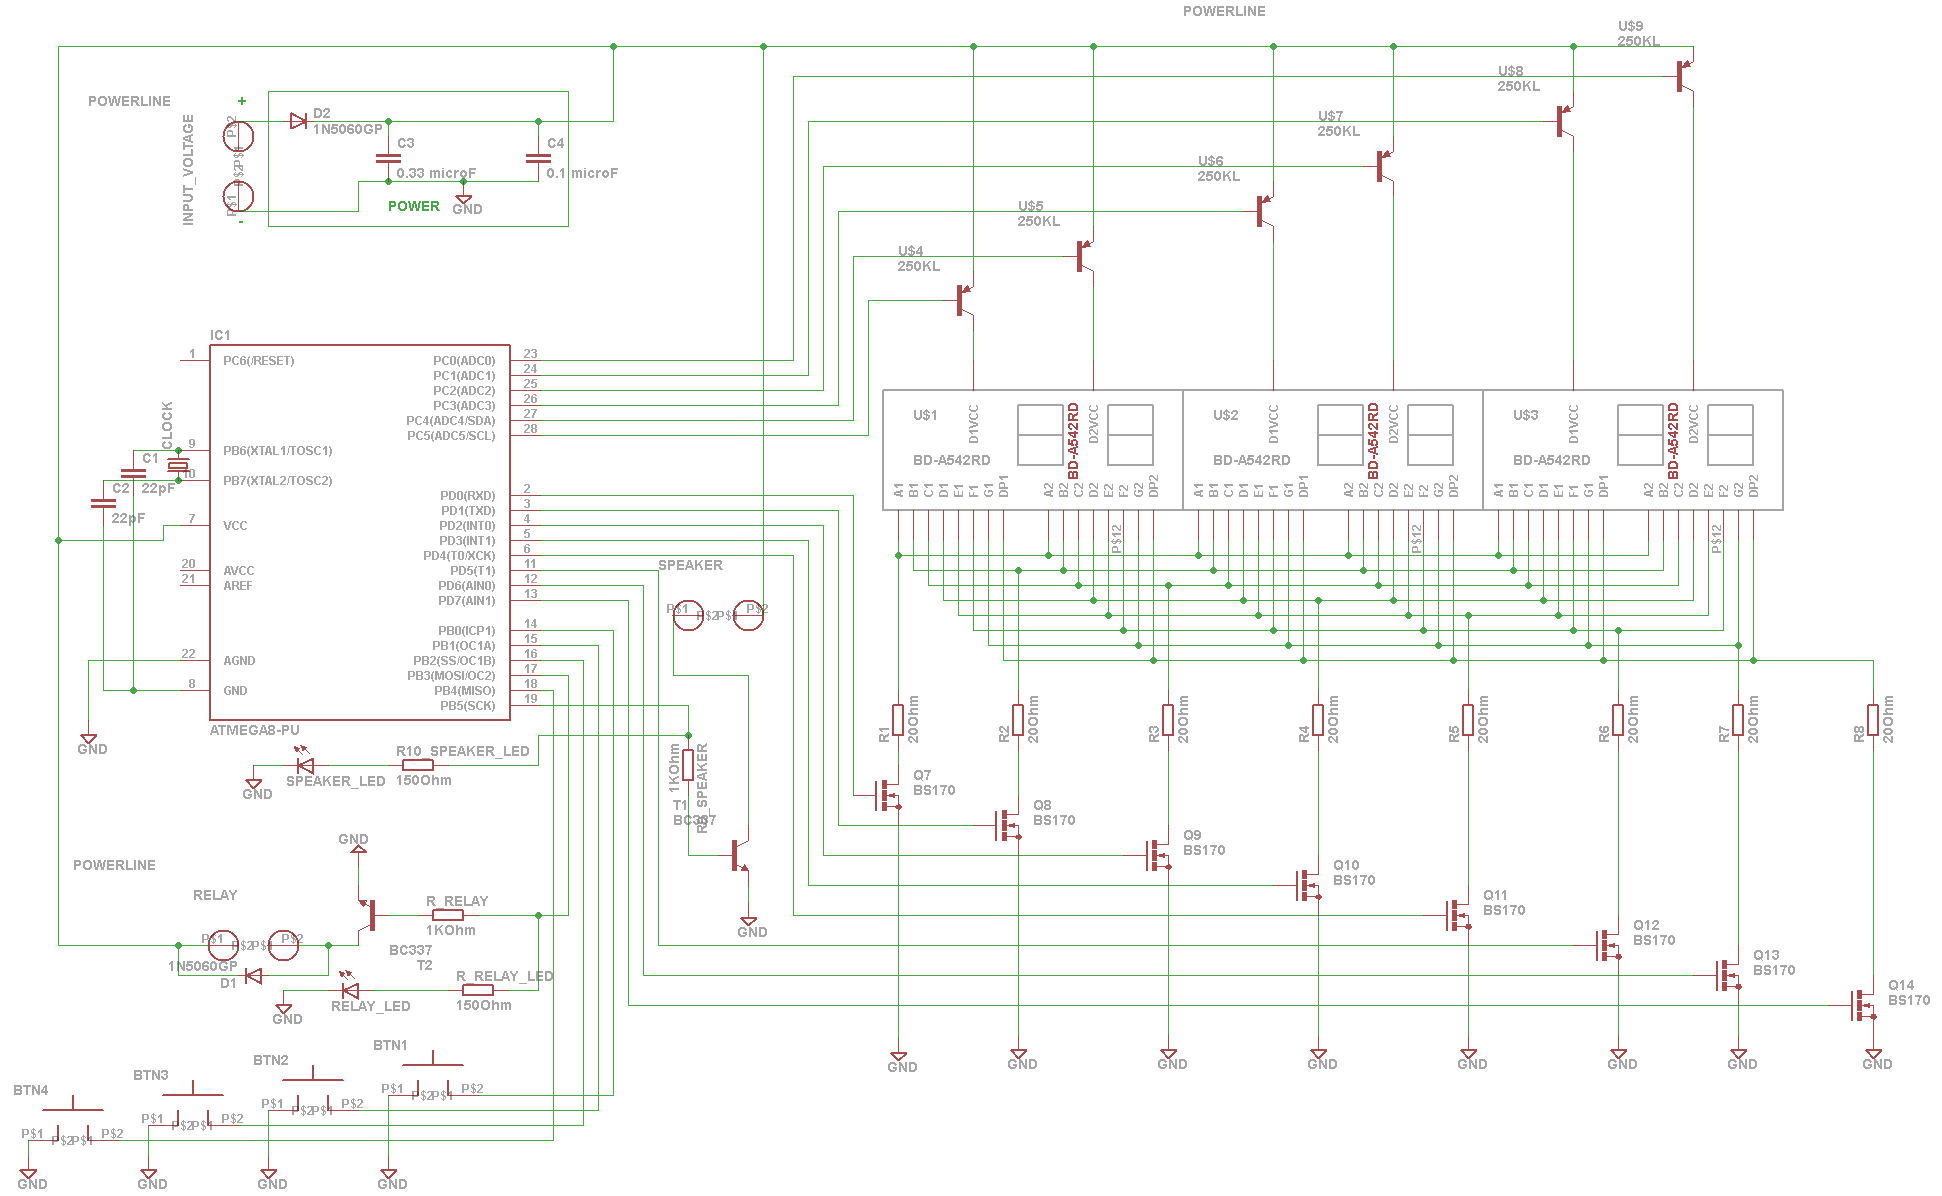 POWERLINE
U$9
250KL
U$8
250KL
U$7
250KL
U$6
250KL
U$5
250KL
U$4
250KL
POWERLINE
INPUT_VOLTAGE
+
-
P$2
P$1
P$2
P$1
D2
1N5060GP
C3
0.33 microF
C4
0.1 microF
POWER
GND
IC1
1
PC6(/RESET)
9
PB6(XTAL1/TOSC1)
10
PB7(XTAL2/TOSC2)
7
VCC
20
AVCC
21
AREF
22
AGND
8
GND
PC0(ADC0)
23
PC1(ADC1)
24
PC2(ADC2)
25
PC3(ADC3)
26
PC4(ADC4/SDA)
27
PC5(ADC5/SCL)
28
PD0(RXD)
2
PD1(TXD)
3
PD2(INT0)
4
PD3(INT1)
5
PD4(T0/XCK)
6
PD5(T1)
11
PD6(AIN0)
12
PD7(AIN1)
13
PB0(ICP1)
14
PB1(OC1A)
15
PB2(SS/OC1B)
16
PB3(MOSI/OC2)
17
PB4(MISO)
18
PB5(SCK)
19
ATMEGA8-PU
CLOCK
C1
22pF
C2
22pF
GND
U$1
BD-A542RD
D1VCC
BD-A542RD
D2VCC
A1 B1 C1 D1 E1 F1 G1 DP1
A2 B2 C2 D2 E2 F2 G2 DP2
P$12
U$2
BD-A542RD
D1VCC
BD-A542RD
D2VCC
A1 B1 C1 D1 E1 F1 G1 DP1
A2 B2 C2 D2 E2 F2 G2 DP2
P$12
U$3
BD-A542RD
D1VCC
BD-A542RD
D2VCC
A1 B1 C1 D1 E1 F1 G1 DP1
A2 B2 C2 D2 E2 F2 G2 DP2
P$12
SPEAKER
P$1
P$2
P$1
P$2
R1
20Ohm
R2
20Ohm
R3
20Ohm
R4
20Ohm
R5
20Ohm
R6
20Ohm
R7
20Ohm
R8
20Ohm
R10_SPEAKER_LED
150Ohm
SPEAKER_LED
GND
1KOhm
T1
BC337
GND
Q7
BS170
Q8
BS170
Q9
BS170
Q10
BS170
Q11
BS170
Q12
BS170
Q13
BS170
Q14
BS170
GND
GND
GND
GND
GND
GND
GND
GND
POWERLINE
GND
RELAY
P$1
P$2
P$1
P$2
1N5060GP
D1
R_RELAY
1KOhm
BC337
T2
R_RELAY_LED
150Ohm
RELAY_LED
GND
BTN1
P$1
P$2
P$1
P$2
BTN2
P$1
P$2
P$1
P$2
BTN3
P$1
P$2
P$1
P$2
BTN4
P$1
P$2
P$1
P$2
GND
GND
GND
GND